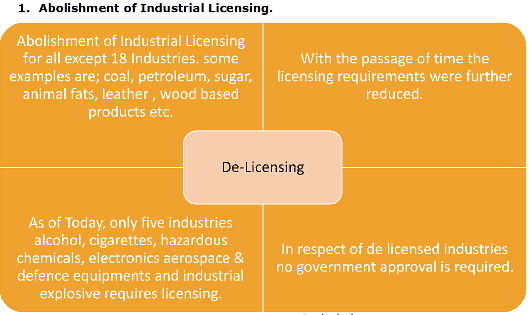 1. Abolishment of Industrial Licensing.
Abolishment of Industrial Licensing
for all except 18 Industries. some
examples are; coal, petroleum, sugar,
animal fats, leather , wood based
products etc.
With the passage of time the
licensing requirements were further
reduced.
De-Licensing
As of Today, only five industries
alcohol, cigarettes, hazardous
chemicals, electronics aerospace &
defence equipments and industrial
explosive requires licensing.
In respect of de licensed industries
no government approval is required.